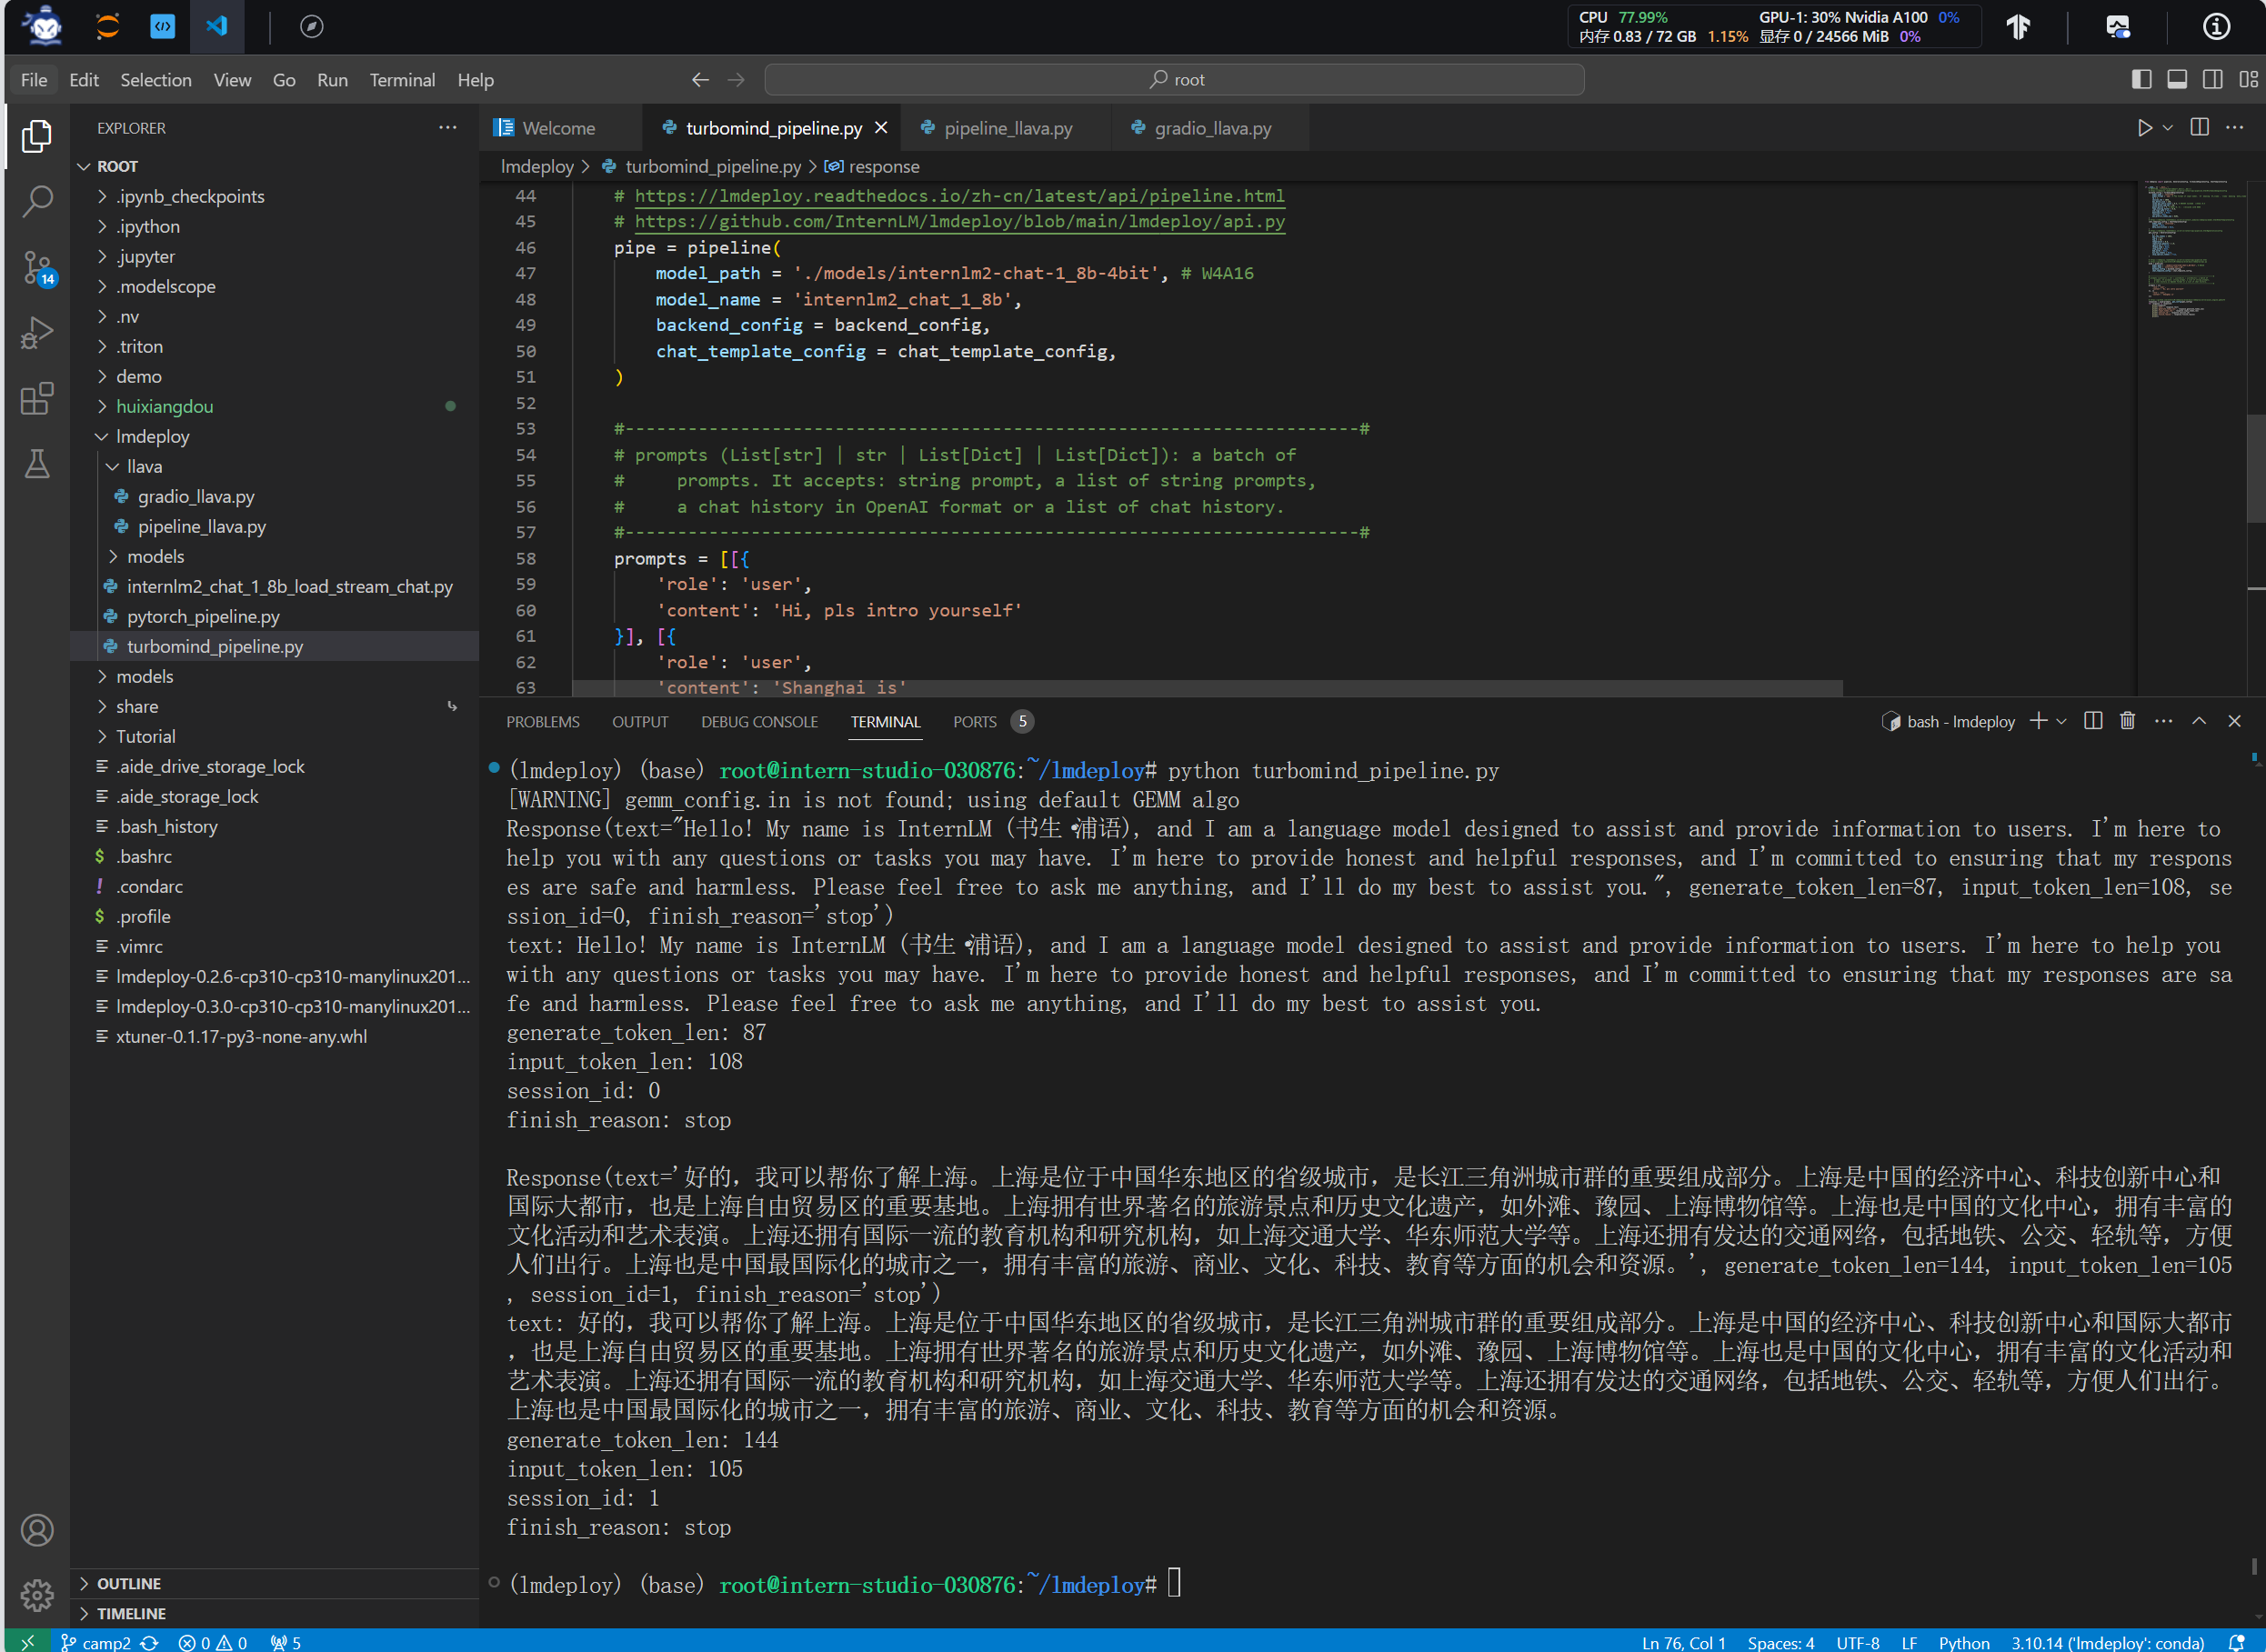 CPU 77.99% GPU-1: 30% Nvidia A100 0%
内存 0.83 / 72 GB 1.15% 显存 0 / 24566 MiB 0%
File Edit Selection View Go Run Terminal Help
root
EXPLORER
ROOT
.ipynb_checkpoints
.ipython
.jupyter
.modelscope
.nv
.triton
demo
huixiangdou
lmdeploy
llava
gradio_llava.py
pipeline_llava.py
models
internlm2_chat_1_8b_load_stream_chat.py
pytorch_pipeline.py
turbomind_pipeline.py
models
share
Tutorial
.aide_drive_storage_lock
.aide_storage_lock
.bash_history
.bashrc
.condarc
.profile
.vimrc
lmdeploy-0.2.6-cp310-cp310-manylinux201...
lmdeploy-0.3.0-cp310-cp310-manylinux201...
xtuner-0.1.17-py3-none-any.whl
OUTLINE
TIMELINE
14
Welcome turbomind_pipeline.py pipeline_llava.py gradio_llava.py
lmdeploy > turbomind_pipeline.py > response
44 # https://lmdeploy.readthedocs.io/zh-cn/latest/api/pipeline.html
45 # https://github.com/InternLM/lmdeploy/blob/main/lmdeploy/api.py
46 pipe = pipeline(
47 model_path = './models/internlm2-chat-1_8b-4bit', # W4A16
48 model_name = 'internlm2_chat_1_8b',
49 backend_config = backend_config,
50 chat_template_config = chat_template_config,
51 )
52
53 #----------------------------------------------------------------------#
54 # prompts (List[str] | str | List[Dict] | List[Dict]): a batch of
55 # prompts. It accepts: string prompt, a list of string prompts,
56 # a chat history in OpenAI format or a list of chat history.
57 #----------------------------------------------------------------------#
58 prompts = [[{
59 'role': 'user',
60 'content': 'Hi, pls intro yourself'
61 }], [{
62 'role': 'user',
63 'content': 'Shanghai is'
PROBLEMS OUTPUT DEBUG CONSOLE TERMINAL PORTS 5
bash - lmdeploy
(lmdeploy) (base) root@intern-studio-030876:~/lmdeploy# python turbomind_pipeline.py
[WARNING] gemm_config.in is not found; using default GEMM algo
Response(text="Hello! My name is InternLM (书生·浦语), and I am a language model designed to assist and provide information to users. I'm here to
help you with any questions or tasks you may have. I'm here to provide honest and helpful responses, and I'm committed to ensuring that my respons
es are safe and harmless. Please feel free to ask me anything, and I'll do my best to assist you.", generate_token_len=87, input_token_len=108, se
ssion_id=0, finish_reason='stop')
text: Hello! My name is InternLM (书生·浦语), and I am a language model designed to assist and provide information to users. I'm here to help you
with any questions or tasks you may have. I'm here to provide honest and helpful responses, and I'm committed to ensuring that my responses are sa
fe and harmless. Please feel free to ask me anything, and I'll do my best to assist you.
generate_token_len: 87
input_token_len: 108
session_id: 0
finish_reason: stop
Response(text='好的，我可以帮你了解上海。上海是位于中国华东地区的省级城市，是长江三角洲城市群的重要组成部分。上海是中国的经济中心、科技创新中心和
国际大都市，也是上海自由贸易区的重要基地。上海拥有世界著名的旅游景点和历史文化遗产，如外滩、豫园、上海博物馆等。上海也是中国的文化中心，拥有丰富的
文化活动和艺术表演。上海还拥有国际一流的教育机构和研究机构，如上海交通大学、华东师范大学等。上海还拥有发达的交通网络，包括地铁、公交、轻轨等，方便
人们出行。上海也是中国最国际化的城市之一，拥有丰富的旅游、商业、文化、科技、教育等方面的机会和资源。', generate_token_len=144, input_token_len=105
, session_id=1, finish_reason='stop')
text: 好的，我可以帮你了解上海。上海是位于中国华东地区的省级城市，是长江三角洲城市群的重要组成部分。上海是中国的经济中心、科技创新中心和国际大都市
，也是上海自由贸易区的重要基地。上海拥有世界著名的旅游景点和历史文化遗产，如外滩、豫园、上海博物馆等。上海也是中国的文化中心，拥有丰富的文化活动和
艺术表演。上海还拥有国际一流的教育机构和研究机构，如上海交通大学、华东师范大学等。上海还拥有发达的交通网络，包括地铁、公交、轻轨等，方便人们出行。
上海也是中国最国际化的城市之一，拥有丰富的旅游、商业、文化、科技、教育等方面的机会和资源。
generate_token_len: 144
input_token_len: 105
session_id: 1
finish_reason: stop
(lmdeploy) (base) root@intern-studio-030876:~/lmdeploy#
camp2 0 0 5 Ln 76, Col 1 Spaces: 4 UTF-8 LF Python 3.10.14 ('lmdeploy': conda)